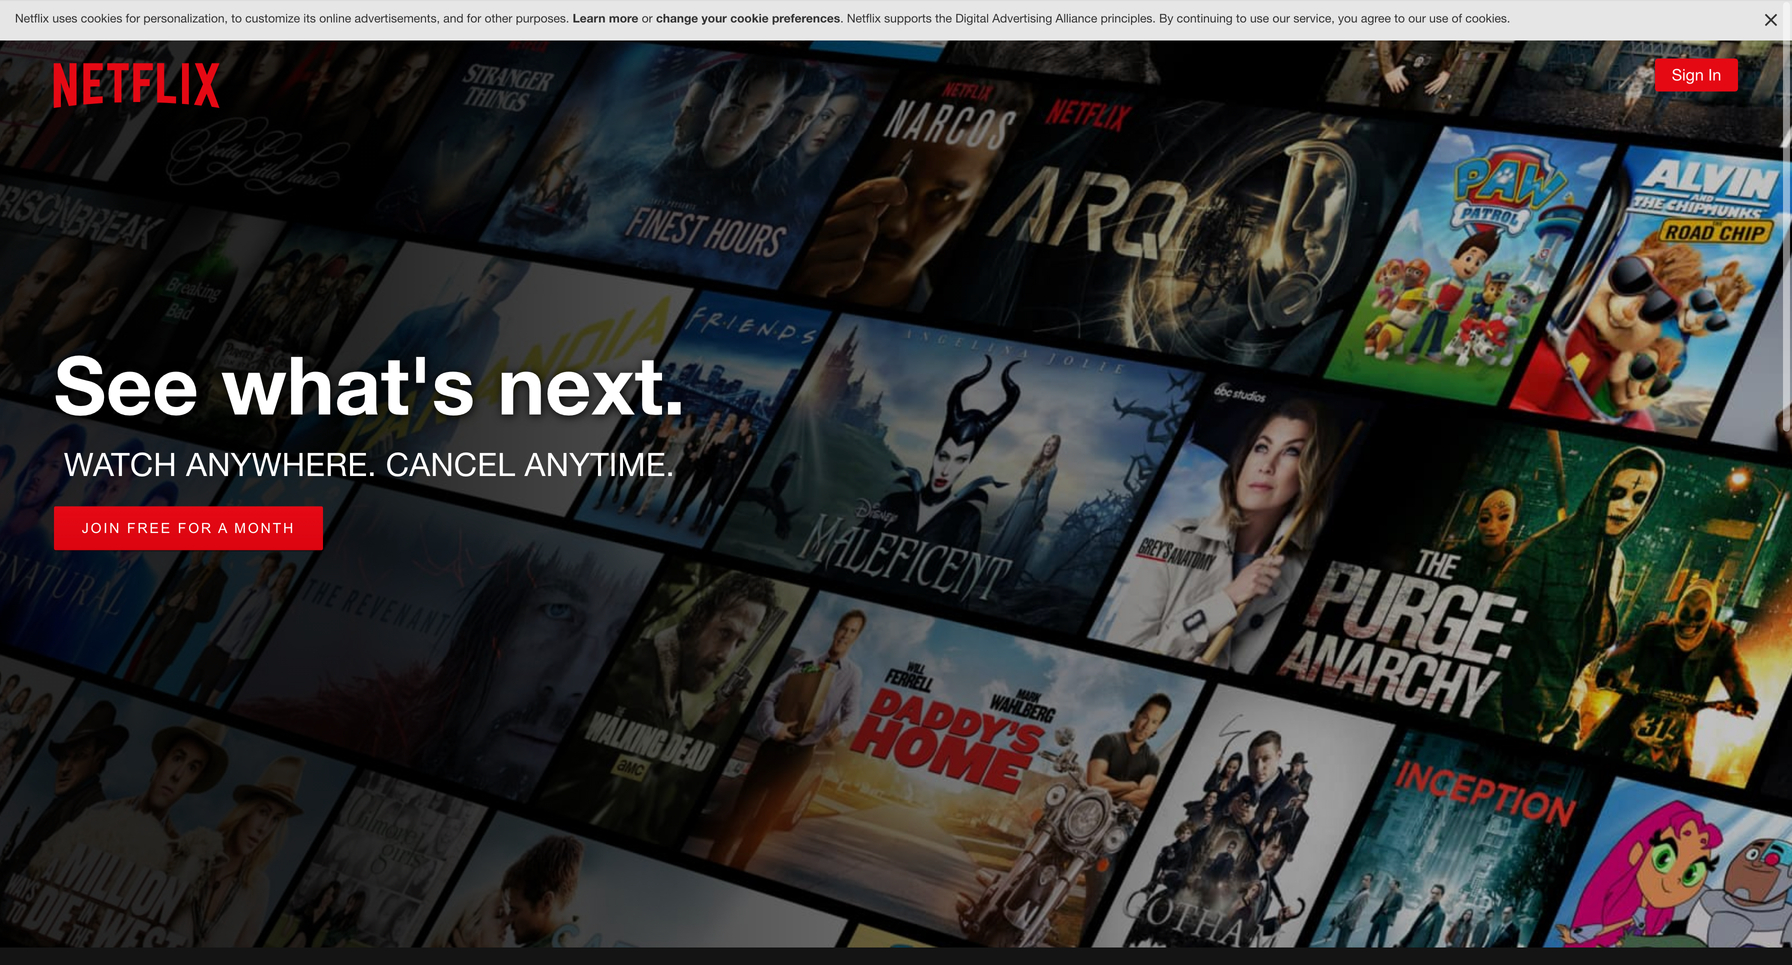 Netflix uses cookies for personalization, to customize its online advertisements, and for other purposes. Learn more or change your cookie preferences. Netflix supports the Digital Advertising Alliance principles. By continuing to use our service, you agree to our use of cookies.
NETFLIX
Sign In
STRANGER
THINGS
Pretty Little Liars
FINEST HOURS
NETFLIX
NARCOS
NETFLIX
ARQ
PAW
PATROL
ALVIN
AND
THE CHIPMUNKS
ROAD CHIP
PRISON BREAK
Breaking
Bad
PANDIA
F·R·I·E·N·D·S
ANGELINA JOLIE
Disney
MALEFICENT
abc studios
GREY'S ANATOMY
THE
PURGE:
ANARCHY
See what's next.
WATCH ANYWHERE. CANCEL ANYTIME.
JOIN FREE FOR A MONTH
NATURAL
THE REVENANT
THE
WALKING DEAD
amc
WILL
FERRELL
MARK
WAHLBERG
DADDY'S
HOME
GOTHAM
INCEPTION
31
A MILLION
WAYS
TO DIE IN THE WEST
Gilmore
girls